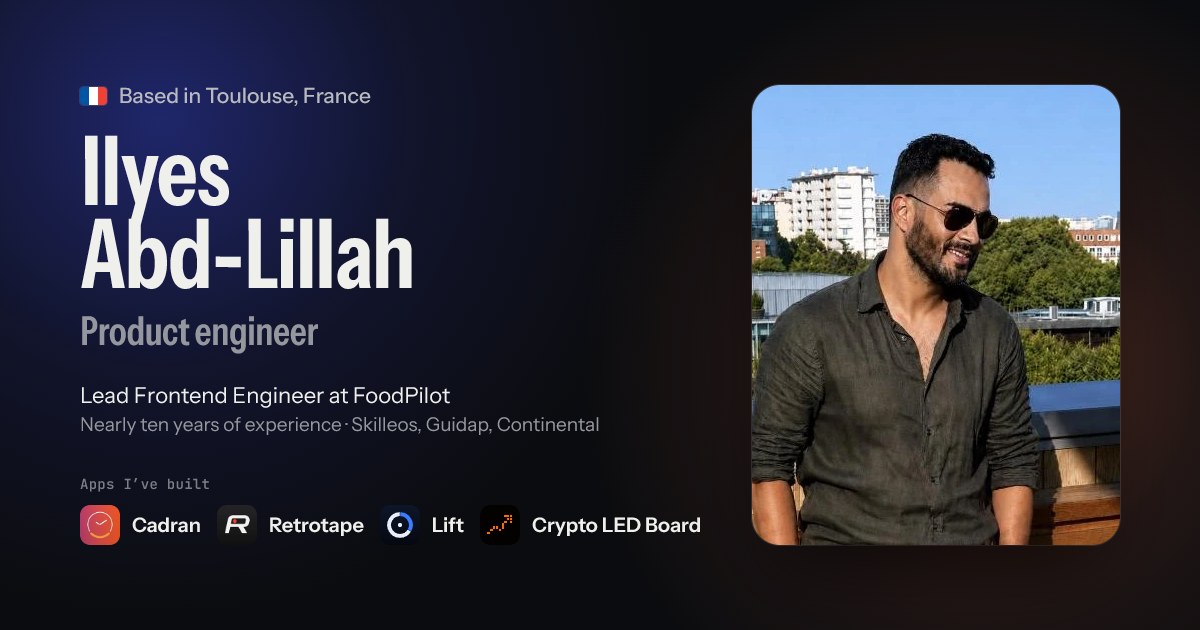 Based in Toulouse, France
Ilyes
Abd-Lillah
Product engineer
Lead Frontend Engineer at FoodPilot
Nearly ten years of experience · Skilleos, Guidap, Continental
Apps I’ve built
Cadran Retrotape Lift Crypto LED Board